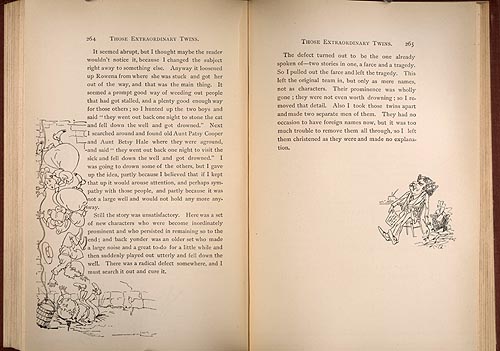 264 THOSE EXTRAORDINARY TWINS.
It seemed abrupt, but I thought maybe the reader
wouldn't notice it, because I changed the subject
right away to something else. Anyway it loosened
up Rowena from where she was stuck and got her
out of the way, and that was the main thing. It
seemed a prompt good way of weeding out people
that had got stalled, and a plenty good enough way
for those others; so I hunted up the two boys and
said "they went out back one night to stone the cat
and fell down the well and got drowned." Next
I searched around and found old Aunt Patsy Cooper
and Aunt Betsy Hale where they were aground,
and said "they went out back one night to visit the
sick and fell down the well and got drowned." I
was going to drown some of the others, but I gave
up the idea, partly because I believed that if I kept
that up it would arouse attention, and perhaps sym-
pathy with those people, and partly because it was
not a large well and would not hold any more any-
way.
Still the story was unsatisfactory. Here was a set
of new characters who were become inordinately
prominent and who persisted in remaining so to the
end; and back yonder was an older set who made
a large noise and a great to-do for a little while and
then suddenly played out utterly and fell down the
well. There was a radical defect somewhere, and I
must search it out and cure it.
THOSE EXTRAORDINARY TWINS. 265
The defect turned out to be the one already
spoken of—two stories in one, a farce and a tragedy.
So I pulled out the farce and left the tragedy. This
left the original team in, but only as mere names,
not as characters. Their prominence was wholly
gone; they were not even worth drowning; so I re-
moved that detail. Also I took those twins apart
and made two separate men of them. They had no
occasion to have foreign names now, but it was too
much trouble to remove them all through, so I left
them christened as they were and made no explana-
tion.